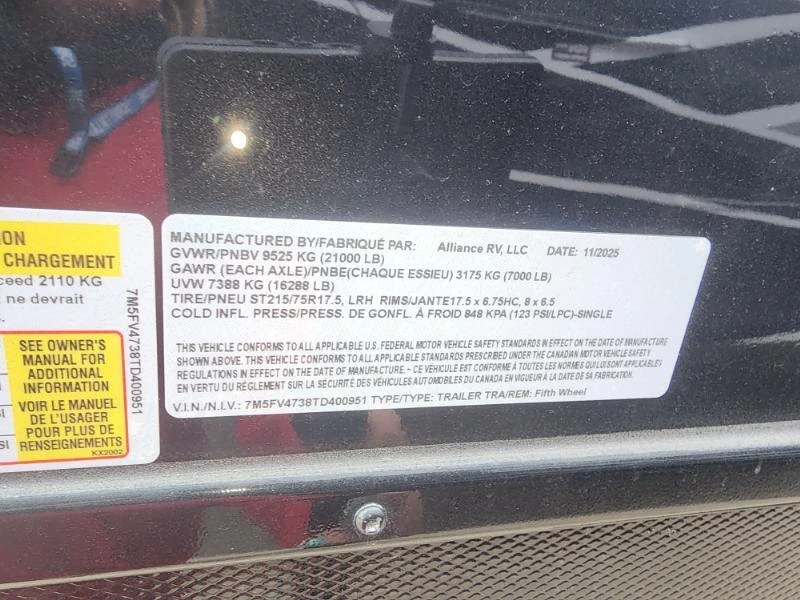 ION
CHARGEMENT
ceed 2110 KG
ne devrait
s.
SEE OWNER'S
MANUAL FOR
ADDITIONAL
INFORMATION
VOIR LE MANUEL
DE L'USAGER
POUR PLUS DE
RENSEIGNEMENTS
SI
SI
KX2002
7M5FV4738TD400951
MANUFACTURED BY/FABRIQUÉ PAR: Alliance RV, LLC DATE: 11/2025
GVWR/PNBV 9525 KG (21000 LB)
GAWR (EACH AXLE)/PNBE(CHAQUE ESSIEU) 3175 KG (7000 LB)
UVW 7388 KG (16288 LB)
TIRE/PNEU ST215/75R17.5, LRH RIMS/JANTE17.5 x 6.75HC, 8 x 6.5
COLD INFL. PRESS/PRESS. DE GONFL. À FROID 848 KPA (123 PSI/LPC)-SINGLE
THIS VEHICLE CONFORMS TO ALL APPLICABLE U.S. FEDERAL MOTOR VEHICLE SAFETY STANDARDS IN EFFECT ON THE DATE OF MANUFACTURE
SHOWN ABOVE. THIS VEHICLE CONFORMS TO ALL APPLICABLE STANDARDS PRESCRIBED UNDER THE CANADIAN MOTOR VEHICLE SAFETY
REGULATIONS IN EFFECT ON THE DATE OF MANUFACTURE. ~ CE VÉHICULE EST CONFORME À TOUTES LES NORMES QUI LUI SONT APPLICABLES
EN VERTU DU RÈGLEMENT SUR LA SÉCURITÉ DES VÉHICULES AUTOMOBILES DU CANADA EN VIGUEUR À LA DATE DE SA FABRICATION.
V.I.N./N.I.V.: 7M5FV4738TD400951 TYPE/TYPE: TRAILER TRA/REM: Fifth Wheel